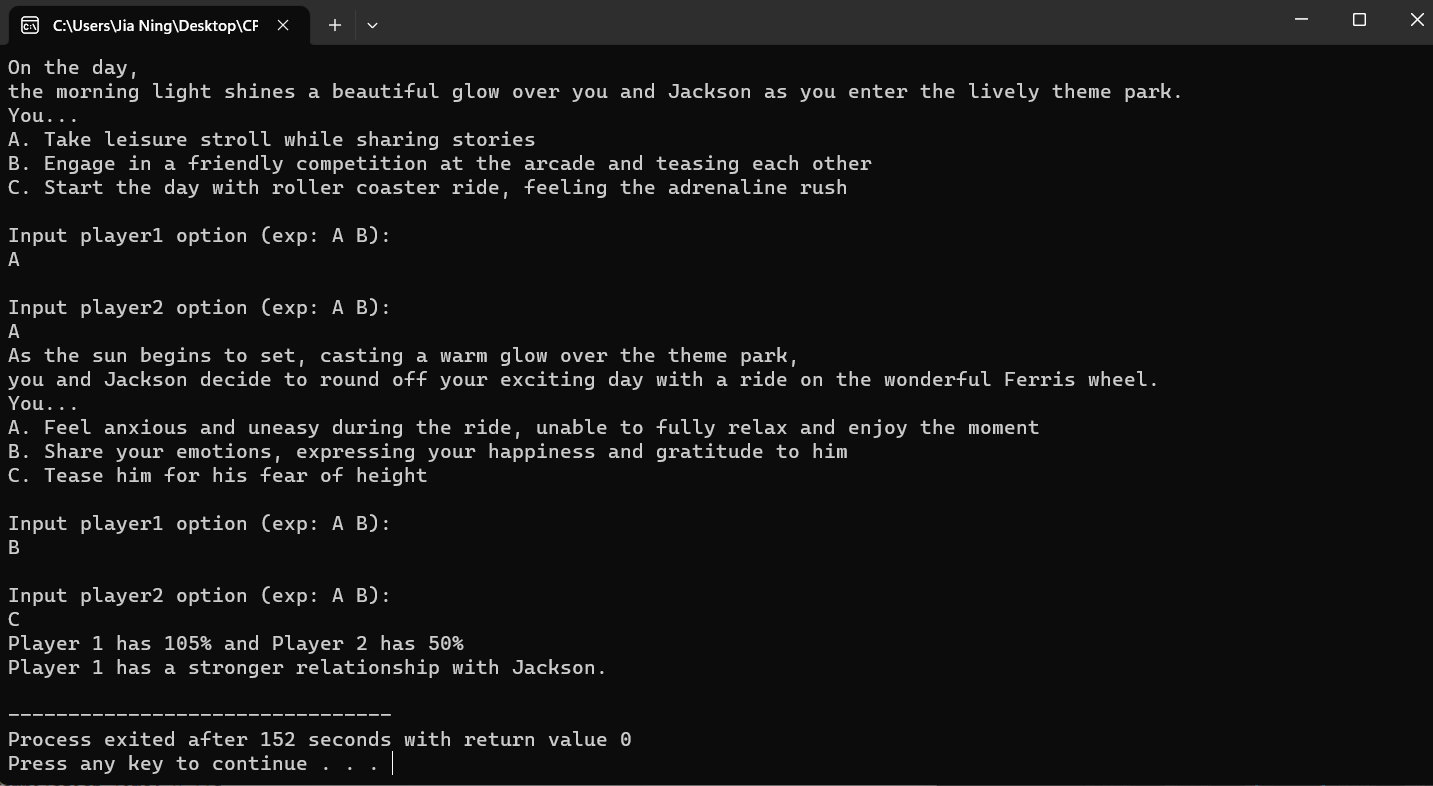 C:\Users\Jia Ning\Desktop\CF
On the day,
the morning light shines a beautiful glow over you and Jackson as you enter the lively theme park.
You...
A. Take leisure stroll while sharing stories
B. Engage in a friendly competition at the arcade and teasing each other
C. Start the day with roller coaster ride, feeling the adrenaline rush
Input player1 option (exp: A B):
A
Input player2 option (exp: A B):
A
As the sun begins to set, casting a warm glow over the theme park,
you and Jackson decide to round off your exciting day with a ride on the wonderful Ferris wheel.
You...
A. Feel anxious and uneasy during the ride, unable to fully relax and enjoy the moment
B. Share your emotions, expressing your happiness and gratitude to him
C. Tease him for his fear of height
Input player1 option (exp: A B):
B
Input player2 option (exp: A B):
C
Player 1 has 105% and Player 2 has 50%
Player 1 has a stronger relationship with Jackson.
--------------------------------
Process exited after 152 seconds with return value 0
Press any key to continue . . .